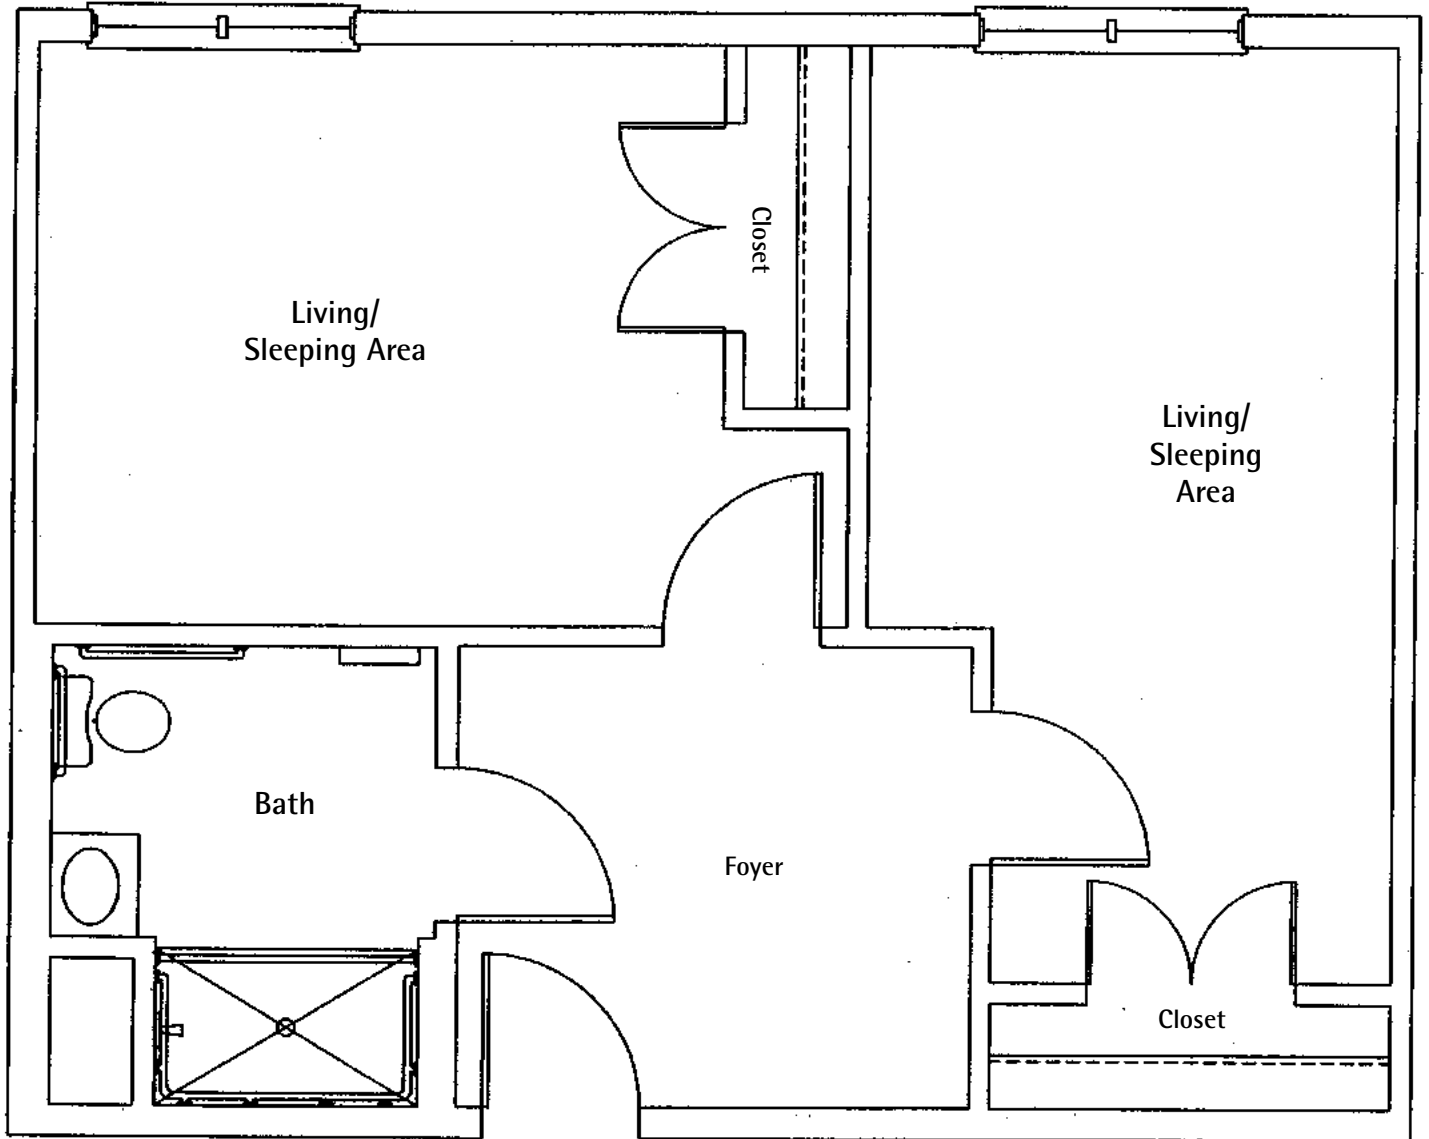 Closet
Living/
Sleeping Area
Living/
Sleeping
Area
Bath
Foyer
Closet